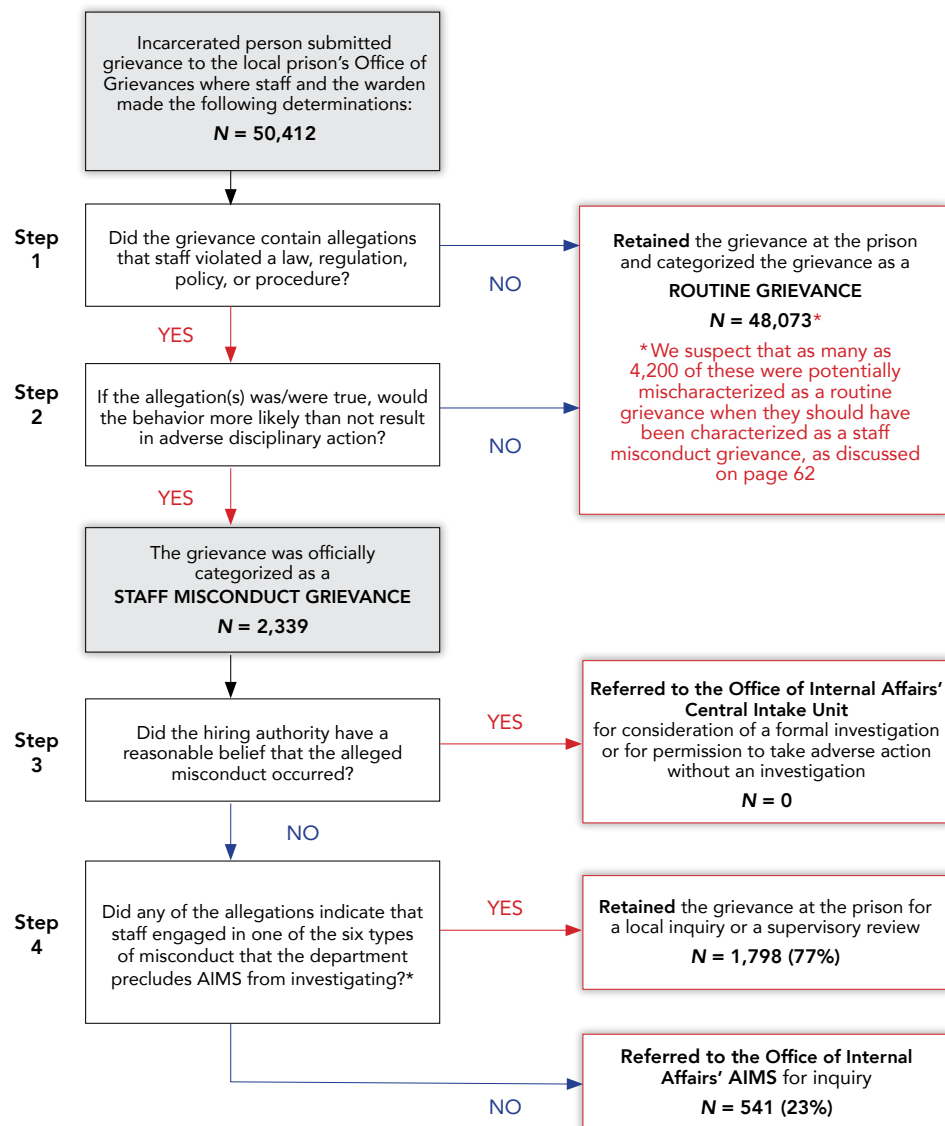 Incarcerated person submitted
grievance to the local prison's Office of
Grievances where staff and the warden
made the following determinations:
N = 50,412
Step
1
Did the grievance contain allegations
that staff violated a law, regulation,
policy, or procedure?
NO
YES
Retained the grievance at the prison
and categorized the grievance as a
ROUTINE GRIEVANCE
N = 48,073*
* We suspect that as many as
4,200 of these were potentially
mischaracterized as a routine
grievance when they should have
been characterized as a staff
misconduct grievance, as discussed
on page 62
Step
2
If the allegation(s) was/were true, would
the behavior more likely than not result
in adverse disciplinary action?
NO
YES
The grievance was officially
categorized as a
STAFF MISCONDUCT GRIEVANCE
N = 2,339
Step
3
Did the hiring authority have a
reasonable belief that the alleged
misconduct occurred?
YES
NO
Referred to the Office of Internal Affairs'
Central Intake Unit
for consideration of a formal investigation
or for permission to take adverse action
without an investigation
N = 0
Step
4
Did any of the allegations indicate that
staff engaged in one of the six types
of misconduct that the department
precludes AIMS from investigating?*
YES
Retained the grievance at the prison for
a local inquiry or a supervisory review
N = 1,798 (77%)
NO
Referred to the Office of Internal
Affairs' AIMS for inquiry
N = 541 (23%)